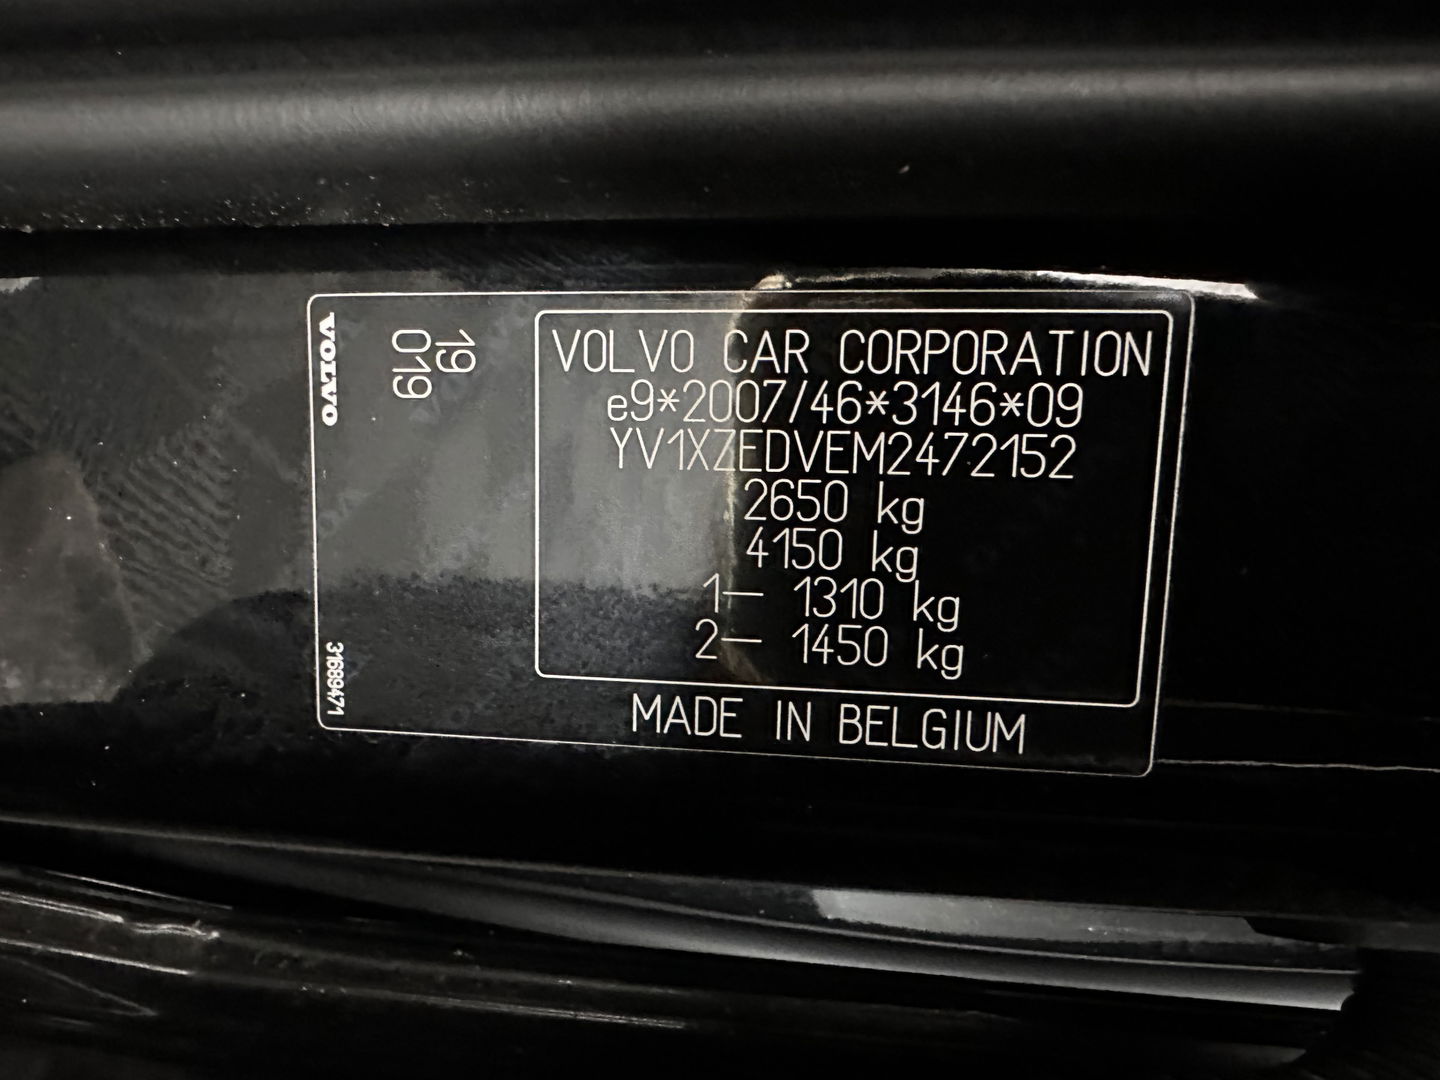 VOLVO
19
019
31689471
VOLVO CAR CORPORATION
e9*2007/46*3146*09
YV1XZEDVEM2472152
2650 kg
4150 kg
1— 1310 kg
2— 1450 kg
MADE IN BELGIUM